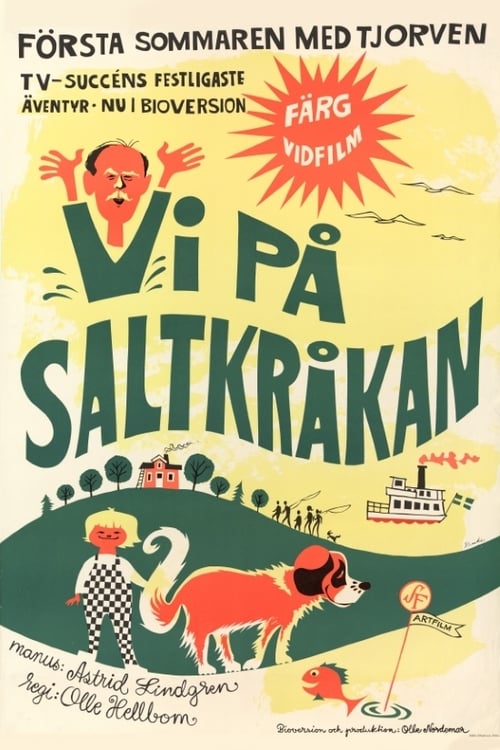 FÖRSTA SOMMAREN MED TJORVEN
TV-SUCCÉNS FESTLIGASTE
ÄVENTYR · NU I BIOVERSION
FÄRG
VIDFILM
Vi PÅ
SALTKRÅKAN
SF
ARTFILM
manus: Astrid Lindgren
regi: Olle Hellbom
Bioversion och produktion: Olle Nordemar